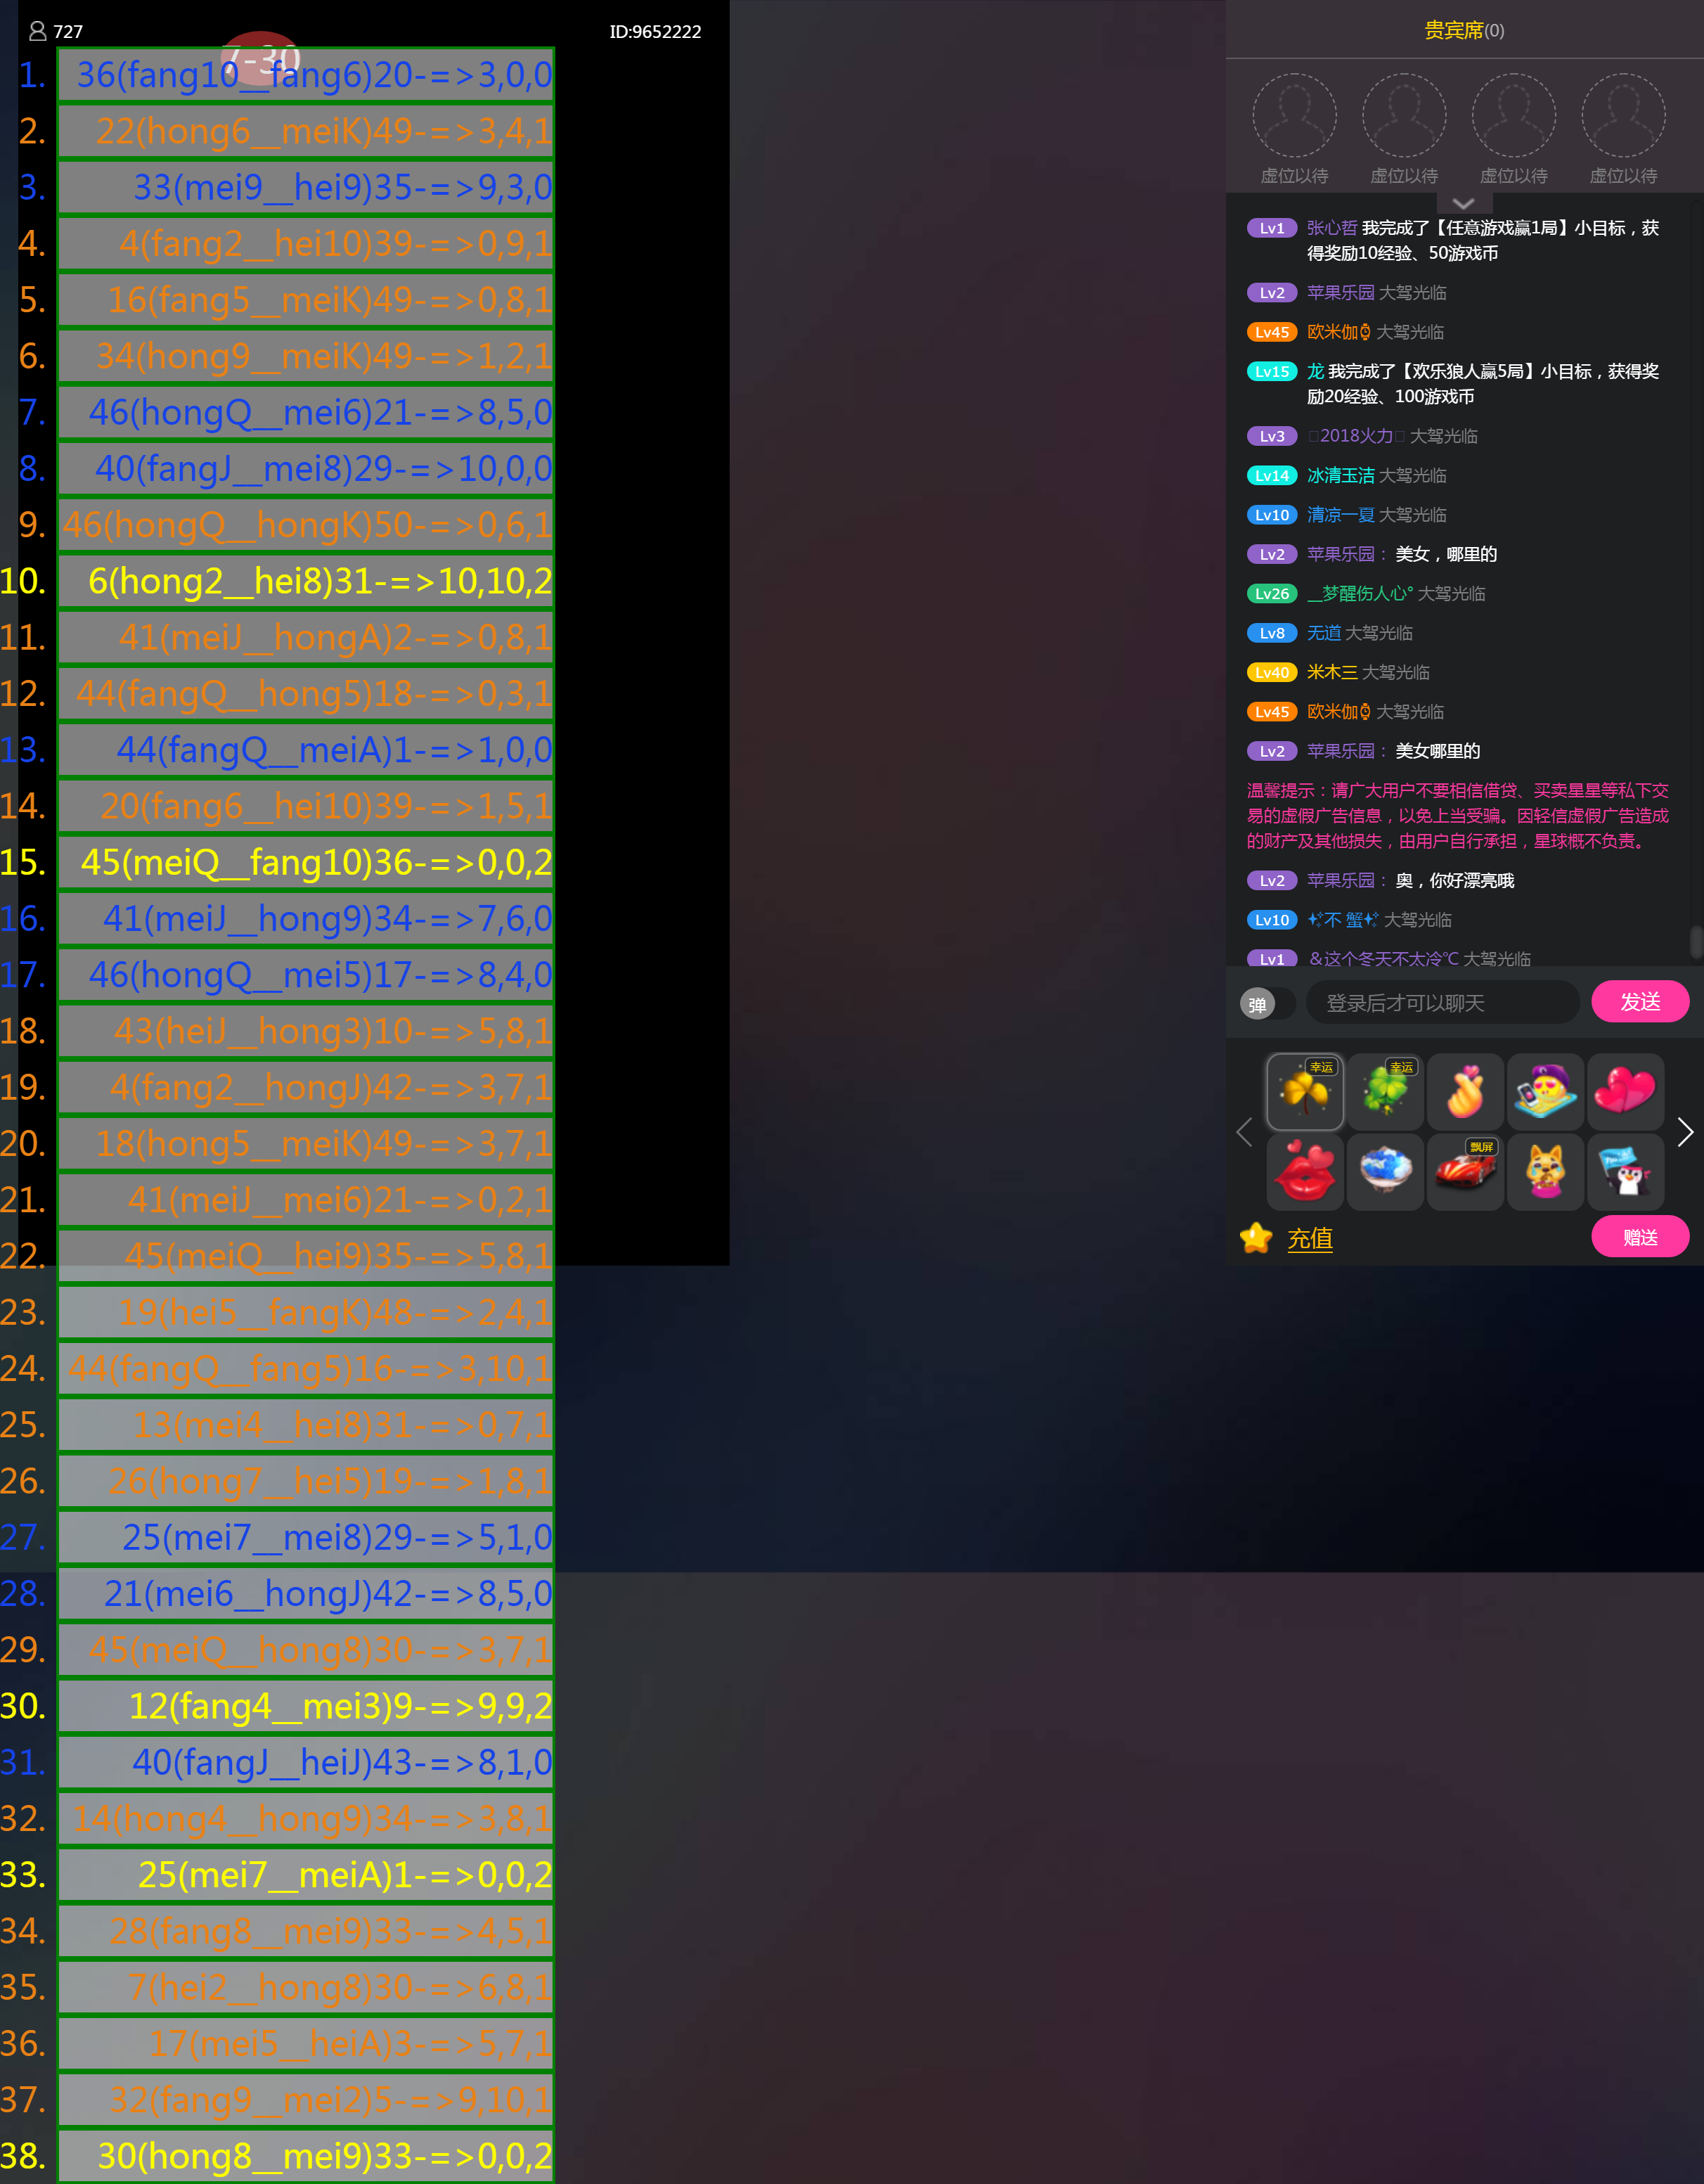 727
ID:9652222
7-30
1. 36(fang10__fang6)20-=>3,0,0
2. 22(hong6__meiK)49-=>3,4,1
3. 33(mei9__hei9)35-=>9,3,0
4. 4(fang2__hei10)39-=>0,9,1
5. 16(fang5__meiK)49-=>0,8,1
6. 34(hong9__meiK)49-=>1,2,1
7. 46(hongQ__mei6)21-=>8,5,0
8. 40(fangJ__mei8)29-=>10,0,0
9. 46(hongQ__hongK)50-=>0,6,1
10. 6(hong2__hei8)31-=>10,10,2
11. 41(meiJ__hongA)2-=>0,8,1
12. 44(fangQ__hong5)18-=>0,3,1
13. 44(fangQ__meiA)1-=>1,0,0
14. 20(fang6__hei10)39-=>1,5,1
15. 45(meiQ__fang10)36-=>0,0,2
16. 41(meiJ__hong9)34-=>7,6,0
17. 46(hongQ__mei5)17-=>8,4,0
18. 43(heiJ__hong3)10-=>5,8,1
19. 4(fang2__hongJ)42-=>3,7,1
20. 18(hong5__meiK)49-=>3,7,1
21. 41(meiJ__mei6)21-=>0,2,1
22. 45(meiQ__hei9)35-=>5,8,1
23. 19(hei5__fangK)48-=>2,4,1
24. 44(fangQ__fang5)16-=>3,10,1
25. 13(mei4__hei8)31-=>0,7,1
26. 26(hong7__hei5)19-=>1,8,1
27. 25(mei7__mei8)29-=>5,1,0
28. 21(mei6__hongJ)42-=>8,5,0
29. 45(meiQ__hong8)30-=>3,7,1
30. 12(fang4__mei3)9-=>9,9,2
31. 40(fangJ__heiJ)43-=>8,1,0
32. 14(hong4__hong9)34-=>3,8,1
33. 25(mei7__meiA)1-=>0,0,2
34. 28(fang8__mei9)33-=>4,5,1
35. 7(hei2__hong8)30-=>6,8,1
36. 17(mei5__heiA)3-=>5,7,1
37. 32(fang9__mei2)5-=>9,10,1
38. 30(hong8__mei9)33-=>0,0,2
贵宾席(0)
虚位以待 虚位以待 虚位以待 虚位以待
Lv1 张心哲 我完成了【任意游戏赢1局】小目标，获
得奖励10经验、50游戏币
Lv2 苹果乐园 大驾光临
Lv45 欧米伽⌚ 大驾光临
Lv15 龙 我完成了【欢乐狼人赢5局】小目标，获得奖
励20经验、100游戏币
Lv3 2018火力 大驾光临
Lv14 冰清玉洁 大驾光临
Lv10 清凉一夏 大驾光临
Lv2 苹果乐园： 美女，哪里的
Lv26 __梦醒伤人心° 大驾光临
Lv8 无道 大驾光临
Lv40 米木三 大驾光临
Lv45 欧米伽⌚ 大驾光临
Lv2 苹果乐园： 美女哪里的
温馨提示：请广大用户不要相信借贷、买卖星星等私下交
易的虚假广告信息，以免上当受骗。因轻信虚假广告造成
的财产及其他损失，由用户自行承担，星球概不负责。
Lv2 苹果乐园： 奥，你好漂亮哦
Lv10 ✨不 蟹✨ 大驾光临
Lv1 ＆这个冬天不太冷℃ 大驾光临
弹 登录后才可以聊天 发送
幸运 幸运
飘屏
充值 赠送